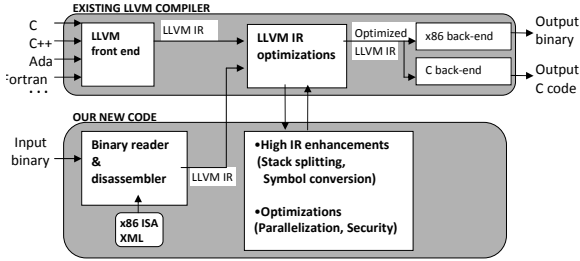 EXISTING LLVM COMPILER
C
C++
Ada
Fortran
...
LLVM
front end
LLVM IR
LLVM IR
optimizations
Optimized
LLVM IR
x86 back-end
C back-end
Output
binary
Output
C code
OUR NEW CODE
Input
binary
Binary reader
&
disassembler
LLVM IR
x86 ISA
XML
•High IR enhancements
(Stack splitting,
Symbol conversion)
•Optimizations
(Parallelization, Security)